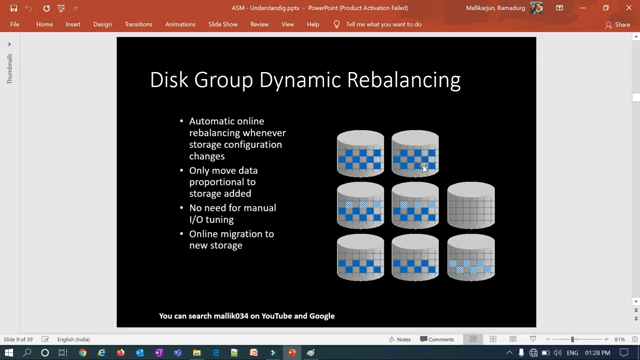 ASM - Understandig.pptx - PowerPoint (Product Activation Failed)
Mallikarjun, Ramadurg
File
Home
Insert
Design
Transitions
Animations
Slide Show
Review
View
Help
Tell me what you want to do
Share
Thumbnails
Disk Group Dynamic Rebalancing
• Automatic online
rebalancing whenever
storage configuration
changes
• Only move data
proportional to
storage added
• No need for manual
I/O tuning
• Online migration to
new storage
You can search mallik034 on YouTube and Google
Slide 9 of 39
English (India)
Notes
Comments
81%
ENG
01:28 PM